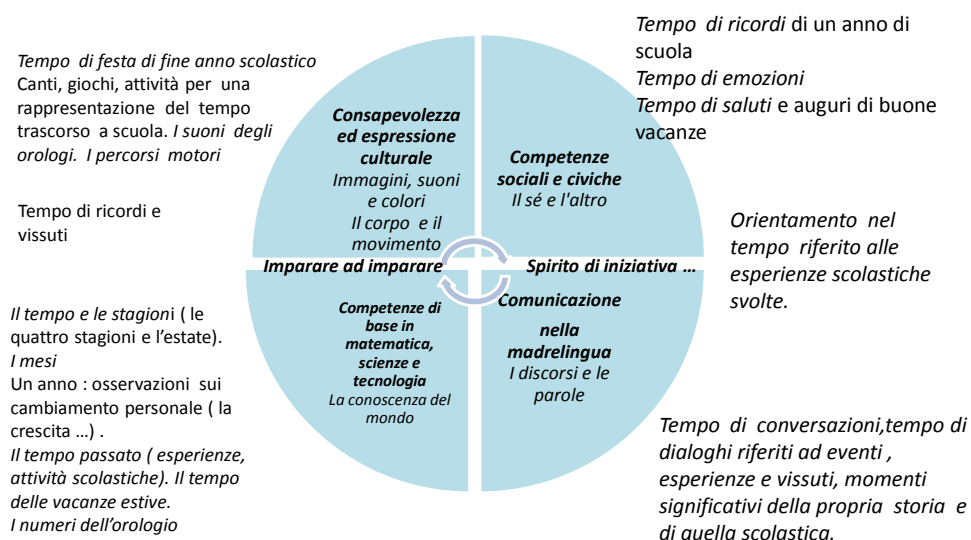 Tempo di festa di fine anno scolastico
Canti, giochi, attività per una
rappresentazione del tempo
trascorso a scuola. I suoni degli
orologi. I percorsi motori
Tempo di ricordi di un anno di
scuola
Tempo di emozioni
Tempo di saluti e auguri di buone
vacanze
Consapevolezza
ed espressione
culturale
Immagini, suoni
e colori
Il corpo e il
movimento
Competenze
sociali e civiche
Il sé e l'altro
Tempo di ricordi e
vissuti
Orientamento nel
tempo riferito alle
esperienze scolastiche
svolte.
Imparare ad imparare
Spirito di iniziativa ...
Il tempo e le stagioni ( le
quattro stagioni e l'estate).
I mesi
Un anno : osservazioni sui
cambiamento personale ( la
crescita ...) .
Il tempo passato ( esperienze,
attività scolastiche). Il tempo
delle vacanze estive.
I numeri dell'orologio
Competenze di
base in
matematica,
scienze e
tecnologia
La conoscenza del
mondo
Comunicazione
nella
madrelingua
I discorsi e le
parole
Tempo di conversazioni,tempo di
dialoghi riferiti ad eventi ,
esperienze e vissuti, momenti
significativi della propria storia e
di quella scolastica.